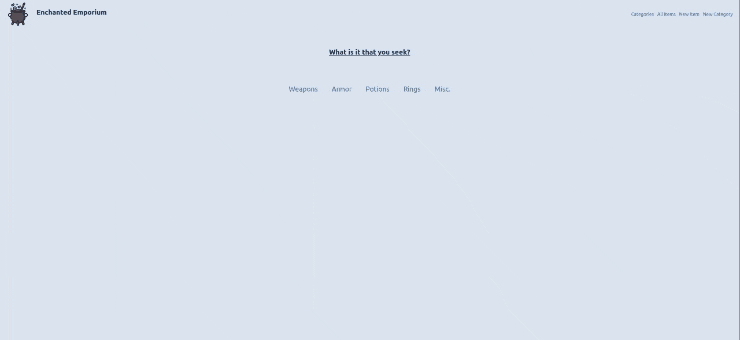 Enchanted Emporium
Categories All Items New Item New Category
What is it that you seek?
Weapons Armor Potions Rings Misc.